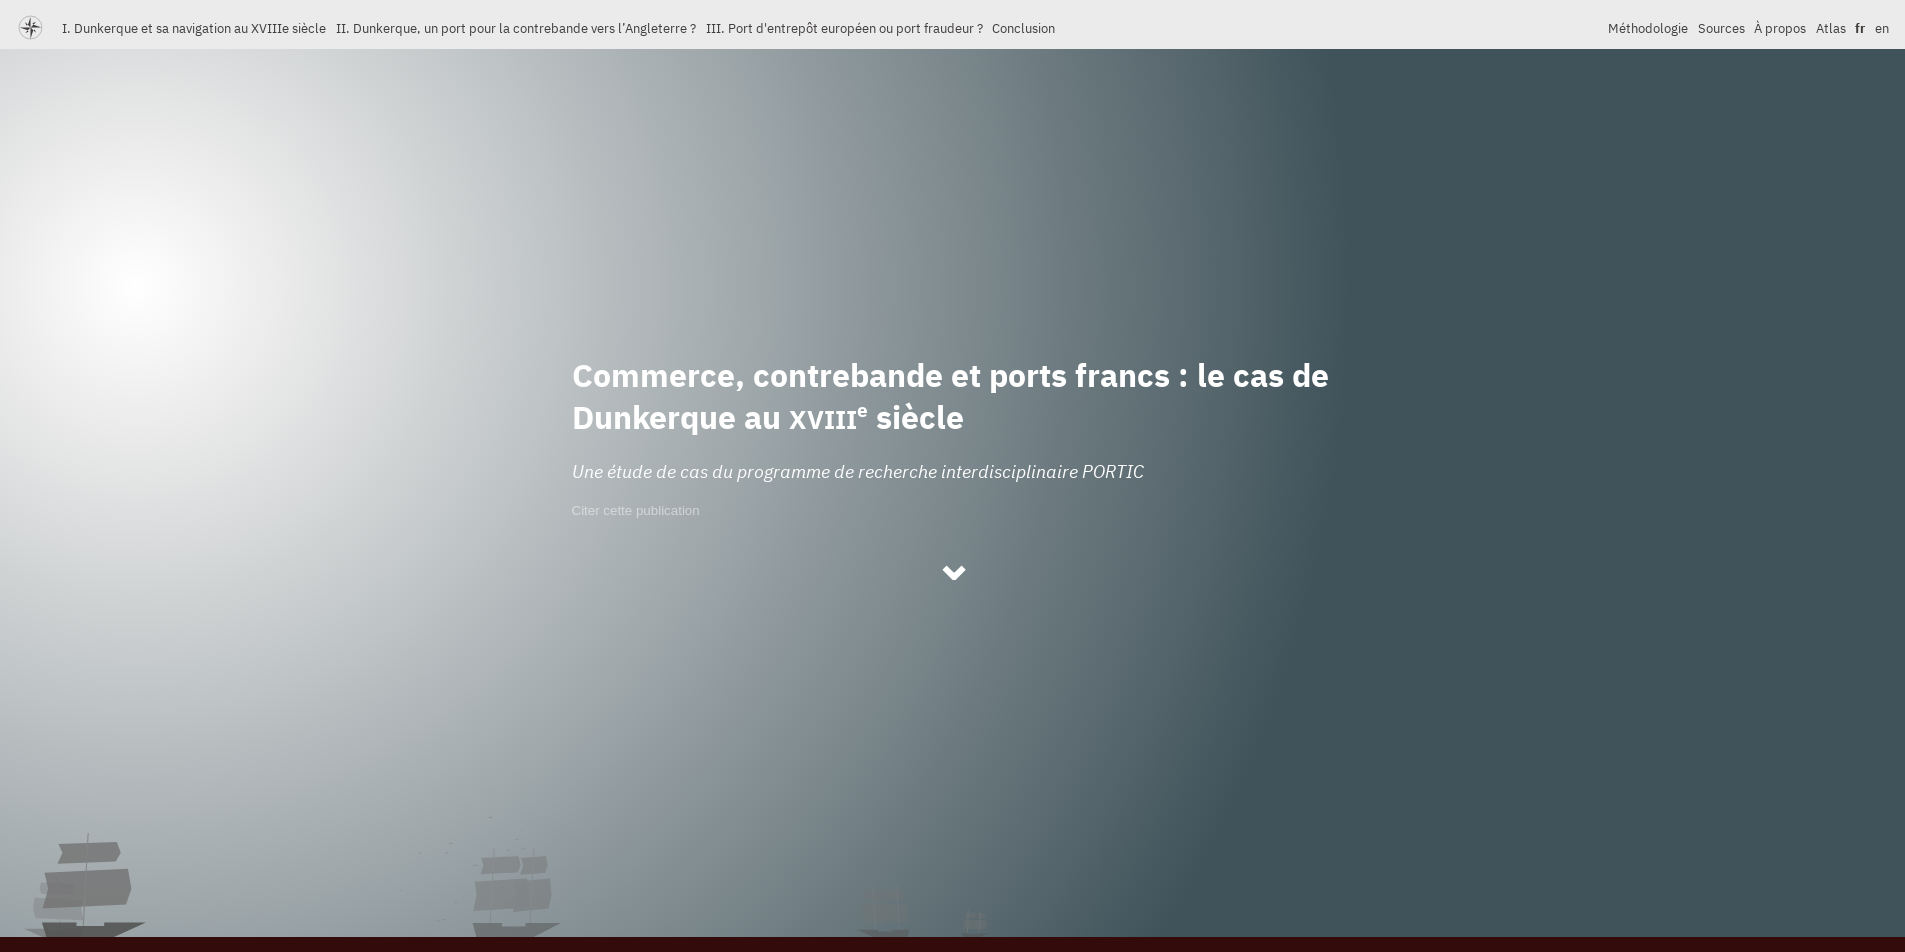 I. Dunkerque et sa navigation au XVIIIe siècle II. Dunkerque, un port pour la contrebande vers l’Angleterre ? III. Port d'entrepôt européen ou port fraudeur ? Conclusion Méthodologie Sources À propos Atlas fr en
Commerce, contrebande et ports francs : le cas de
Dunkerque au XVIIIe siècle
Une étude de cas du programme de recherche interdisciplinaire PORTIC
Citer cette publication